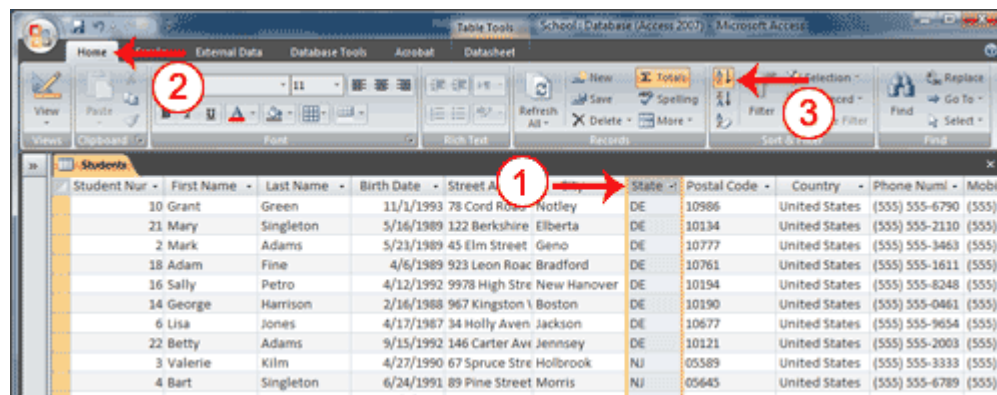 Table Tools School : Database (Access 2007) - Microsoft Access
Home External Data Database Tools Acrobat Datasheet
2
3
1
View
Paste
11
B I U A
Refresh All
New
Save
Delete
Totals
Spelling
More
Filter
Selection
Filter
Find
Replace
Go To
Select
Views Clipboard Font Rich Text Records Sort & Filter Find
Students
Student Nur First Name Last Name Birth Date Street A City State Postal Code Country Phone Numl Mobi
10 Grant Green 11/1/1993 78 Cord Road Notley DE 10986 United States (555) 555-6790 (555)
21 Mary Singleton 5/16/1989 122 Berkshire Elberta DE 10134 United States (555) 555-2110 (555)
2 Mark Adams 5/23/1989 45 Elm Street Geno DE 10777 United States (555) 555-3463 (555)
18 Adam Fine 4/6/1989 923 Leon Roac Bradford DE 10761 United States (555) 555-1611 (555)
16 Sally Petro 4/12/1992 9978 High Stre New Hanover DE 10194 United States (555) 555-8248 (555)
14 George Harrison 2/16/1988 967 Kingston \ Boston DE 10190 United States (555) 555-0461 (555)
6 Lisa Jones 4/17/1987 34 Holly Aven Jackson DE 10677 United States (555) 555-9654 (555)
22 Betty Adams 9/15/1992 146 Carter Ave Jennsey DE 10121 United States (555) 555-2003 (555)
3 Valerie Kilm 4/27/1990 67 Spruce Stre Holbrook NJ 05589 United States (555) 555-3333 (555)
4 Bart Singleton 6/24/1991 89 Pine Street Morris NJ 05645 United States (555) 555-6789 (555)